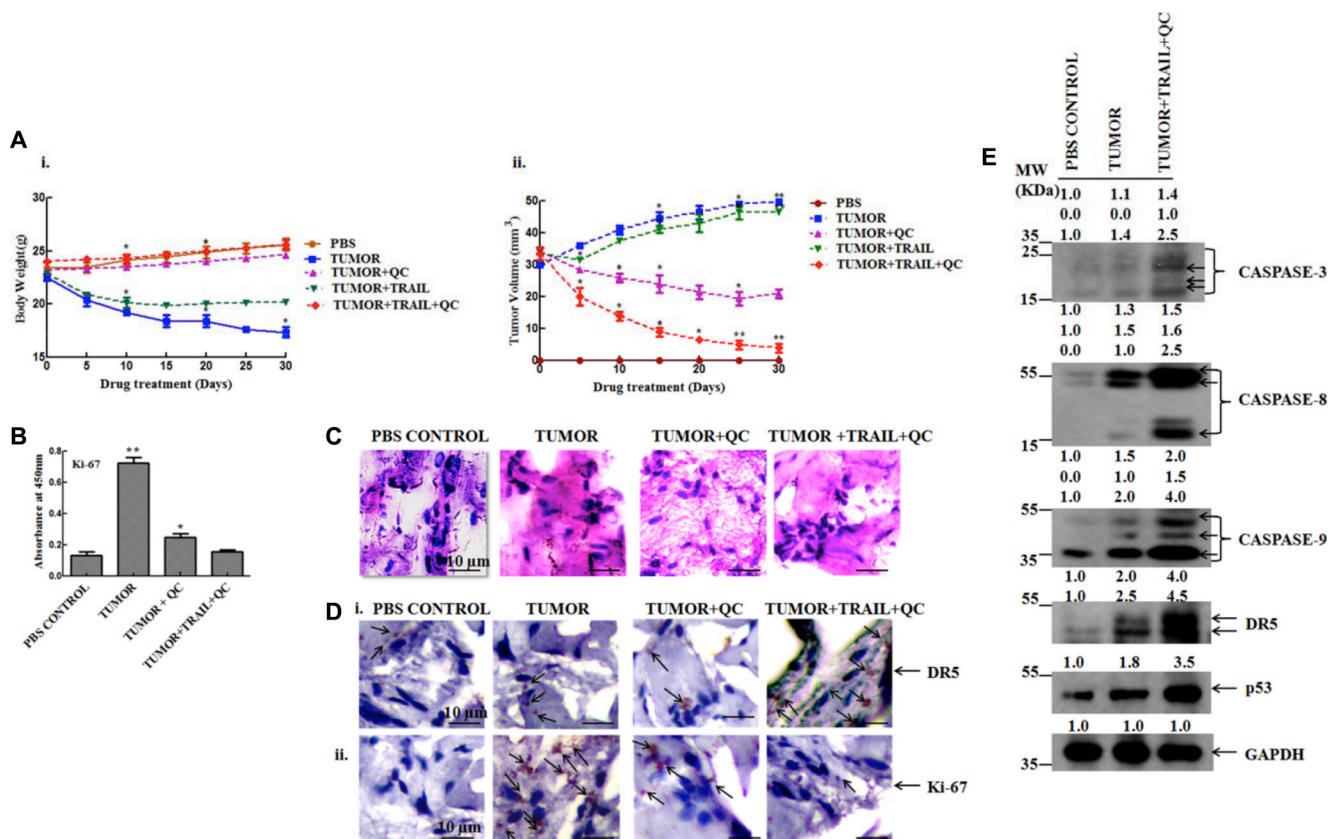 A
i.
30
25
20
15
Body Weight(g)
0 5 10 15 20 25 30
Drug treatment (Days)
PBS
TUMOR
TUMOR+QC
TUMOR+TRAIL
TUMOR+TRAIL+QC
ii.
50
40
30
20
10
0
Tumor Volume (mm 3)
0 5 10 15 20 25 30
Drug treatment (Days)
PBS
TUMOR
TUMOR+QC
TUMOR+TRAIL
TUMOR+TRAIL+QC
B
Ki-67
0.8
0.6
0.4
0.2
0.0
Absorbance at 450nm
PBS CONTROL
TUMOR
TUMOR + QC
TUMOR+TRAIL+QC
C
PBS CONTROL TUMOR TUMOR+QC TUMOR +TRAIL+QC
10 µm
D
i. PBS CONTROL TUMOR TUMOR+QC TUMOR+TRAIL+QC
10 µm
DR5
ii.
10 µm
Ki-67
E
PBS CONTROL
TUMOR
TUMOR+TRAIL+QC
MW
(KDa)
1.0 1.1 1.4
0.0 0.0 1.0
1.0 1.4 2.5
35
25
15
CASPASE-3
1.0 1.3 1.5
1.0 1.5 1.6
0.0 1.0 2.5
55
15
CASPASE-8
1.0 1.5 2.0
0.0 1.0 1.5
1.0 2.0 4.0
55
35
CASPASE-9
1.0 2.0 4.0
1.0 2.5 4.5
55
DR5
1.0 1.8 3.5
55
p53
1.0 1.0 1.0
35
GAPDH